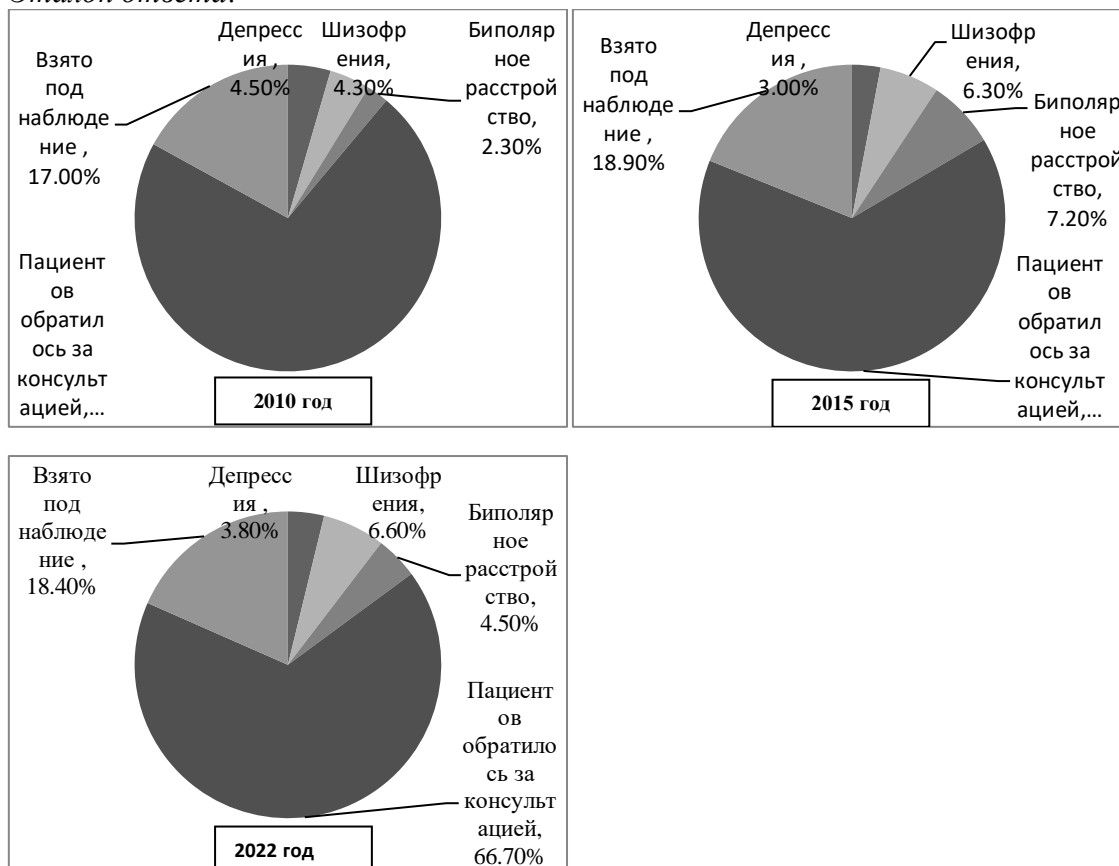 Эталон ответа:
Взято
под
наблюде
ние ,
17.00%
Депресс
ия ,
4.50%
Шизофр
ения,
4.30%
Биполяр
ное
расстрой
ство,
2.30%
Пациент
ов
обратил
ось за
консульт
ацией,...
2010 год
Взято
под
наблюде
ние ,
18.90%
Депресс
ия ,
3.00%
Шизофр
ения,
6.30%
Биполяр
ное
расстрой
ство,
7.20%
Пациент
ов
обратил
ось за
консульт
ацией,...
2015 год
Взято
под
наблюде
ние ,
18.40%
Депресс
ия ,
3.80%
Шизофр
ения,
6.60%
Биполяр
ное
расстрой
ство,
4.50%
Пациент
ов
обратило
сь за
консульт
ацией,
66.70%
2022 год